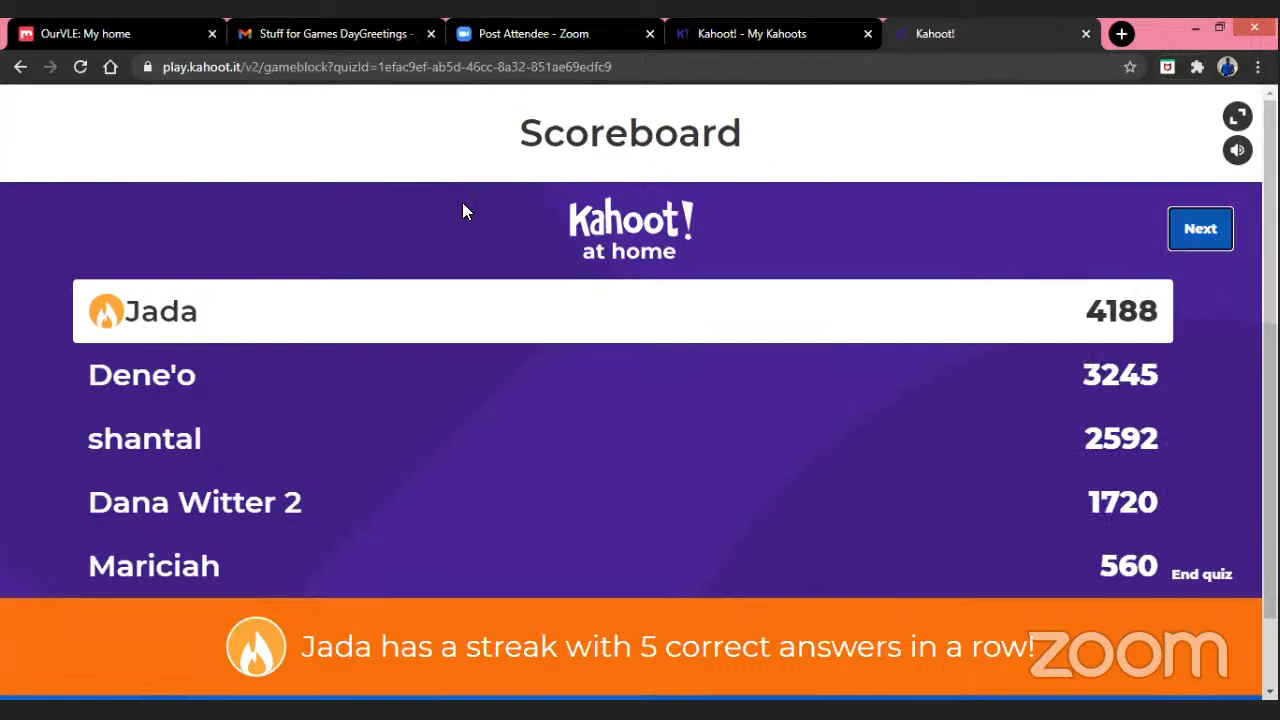 OurVLE: My home
Stuff for Games DayGreetings -
Post Attendee - Zoom
Kahoot! - My Kahoots
Kahoot!
play.kahoot.it/v2/gameblock?quizId=1efac9ef-ab5d-46cc-8a32-851ae69edfc9
Scoreboard
Kahoot!
at home
Next
Jada 4188
Dene'o 3245
shantal 2592
Dana Witter 2 1720
Mariciah 560
End quiz
Jada has a streak with 5 correct answers in a row!
zoom